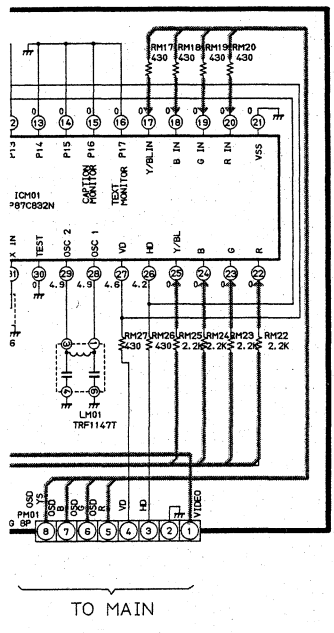 RM17 RM18 RM19 RM20
430 430 430 430
0 0 0 0 0 0 0 0 0
13 14 15 16 17 18 19 20 21
P13
P14
P15
P16
CAPTION MONITOR
P17
TEXT MONITOR
Y/BLIN
B IN
G IN
R IN
VSS
ICM01
P87C832N
X IN
TEST
OSC 2
OSC 1
VD
HD
Y/BL
B
G
R
31 30 29 28 27 26 25 24 23 22
0 4.9 4.9 4.6 4.2 0 0
RM27 RM26 RM25 RM24 RM23 RM22
430 430 2.2K 2.2K 2.2K 2.2K
LM01
TRF1147T
OSD YS
OSD B
OSD G
OSD R
VD
HD
VIDEO
PM01
G 8P
8 7 6 5 4 3 2 1
TO MAIN